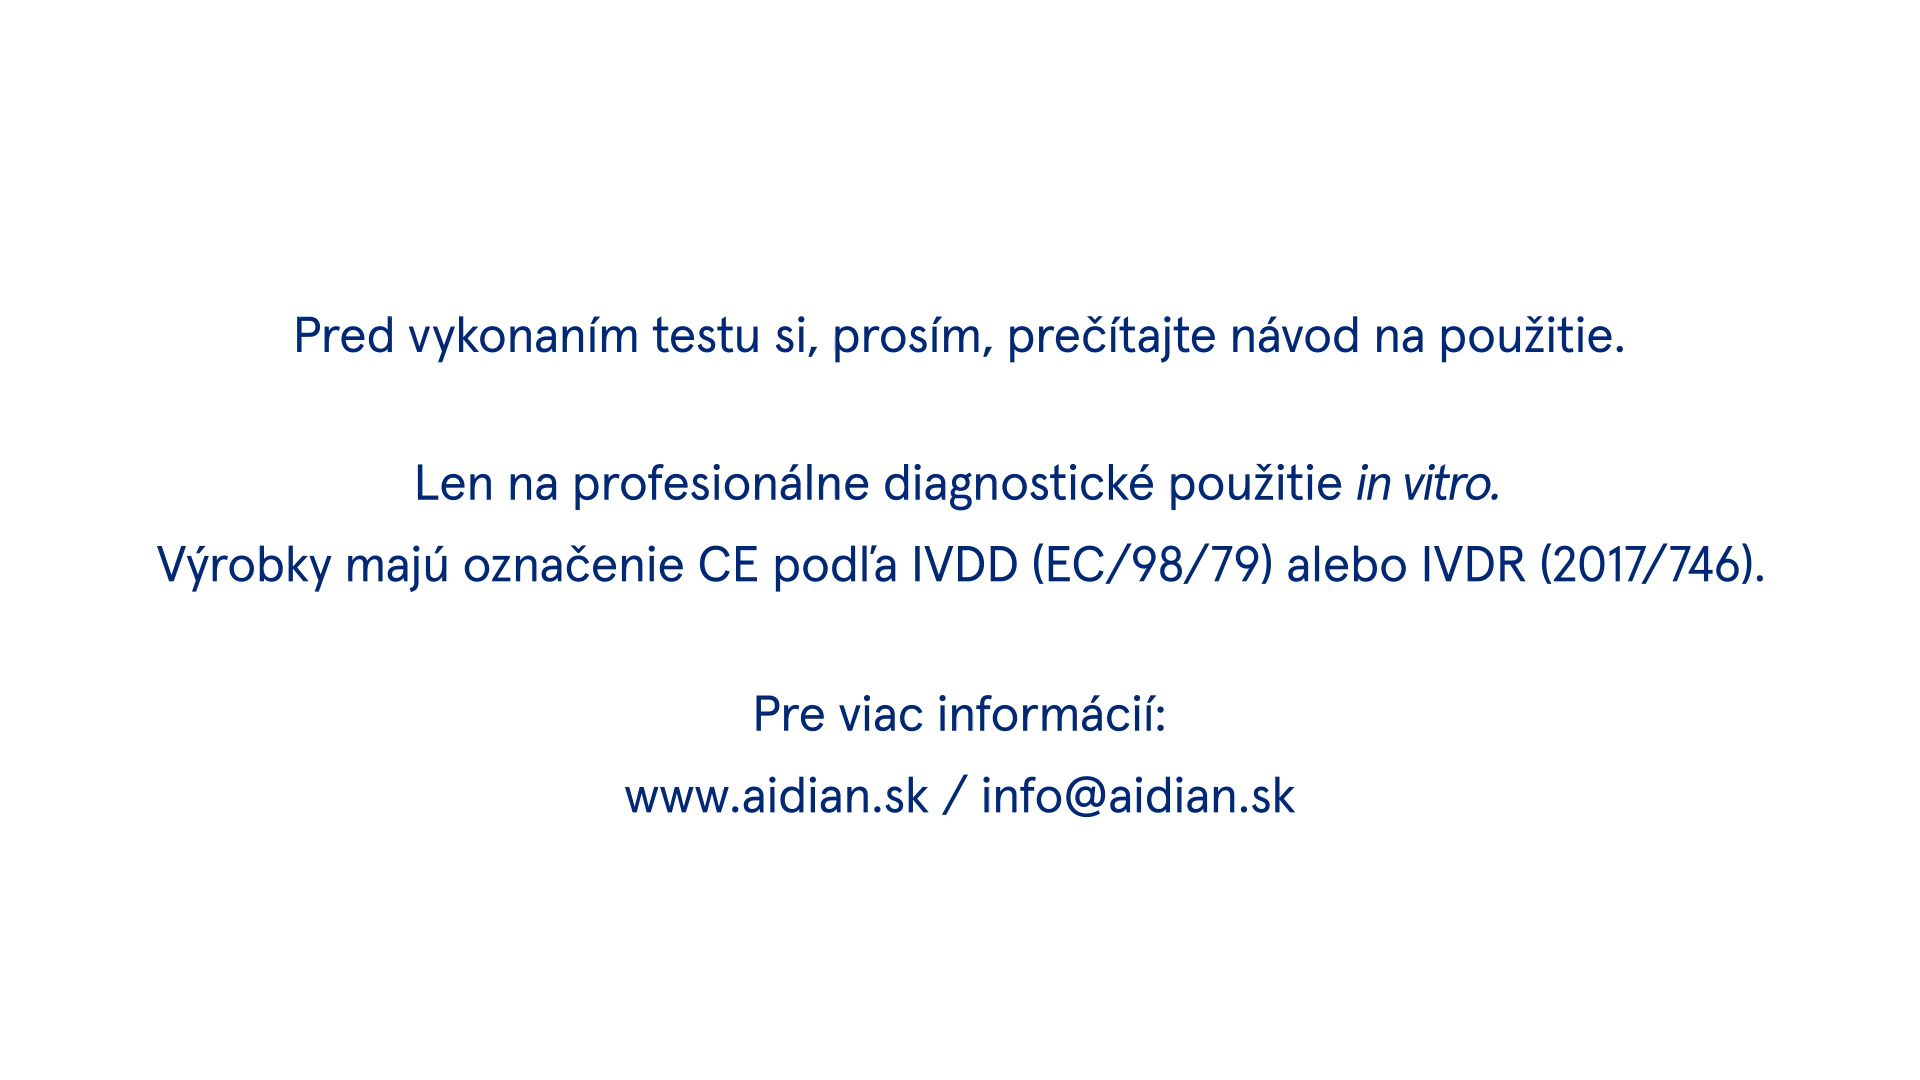 Pred vykonaním testu si, prosím, prečítajte návod na použitie.
Len na profesionálne diagnostické použitie in vitro.
Výrobky majú označenie CE podľa IVDD (EC/98/79) alebo IVDR (2017/746).
Pre viac informácií:
www.aidian.sk / info@aidian.sk